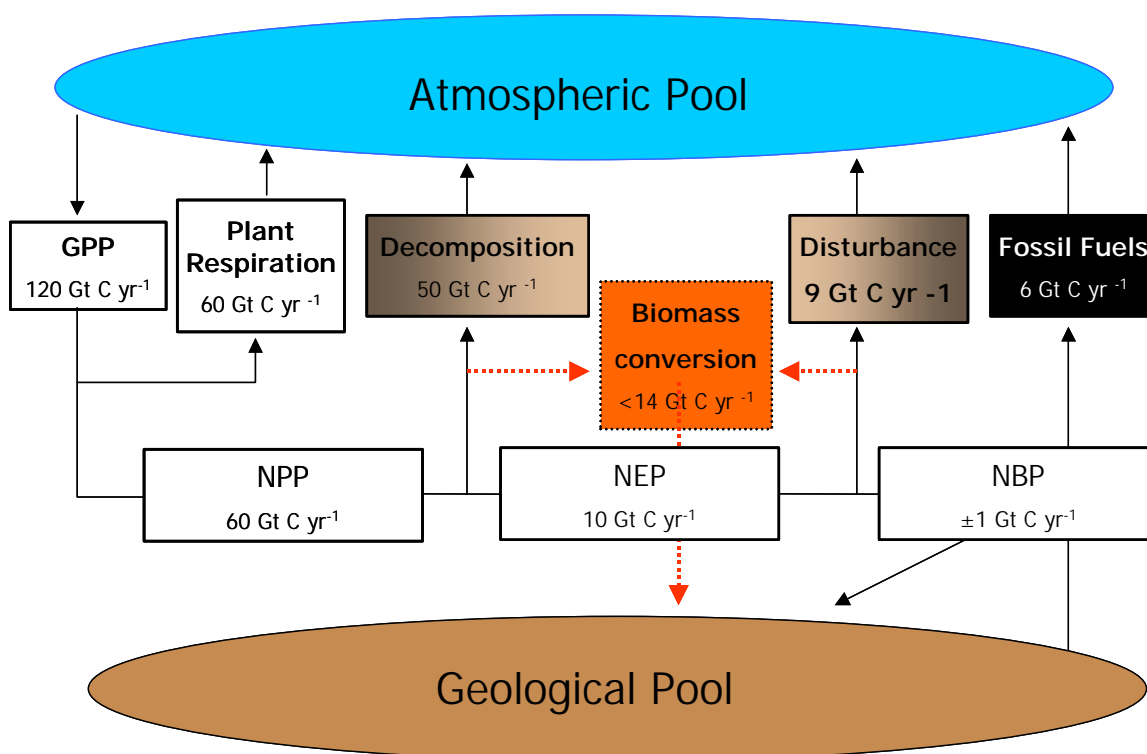 Atmospheric Pool
GPP
120 Gt C yr-1
Plant
Respiration
60 Gt C yr -1
Decomposition
50 Gt C yr -1
Disturbance
9 Gt C yr -1
Fossil Fuels
6 Gt C yr -1
Biomass
conversion
<14 Gt C yr -1
NPP
60 Gt C yr-1
NEP
10 Gt C yr-1
NBP
±1 Gt C yr-1
Geological Pool